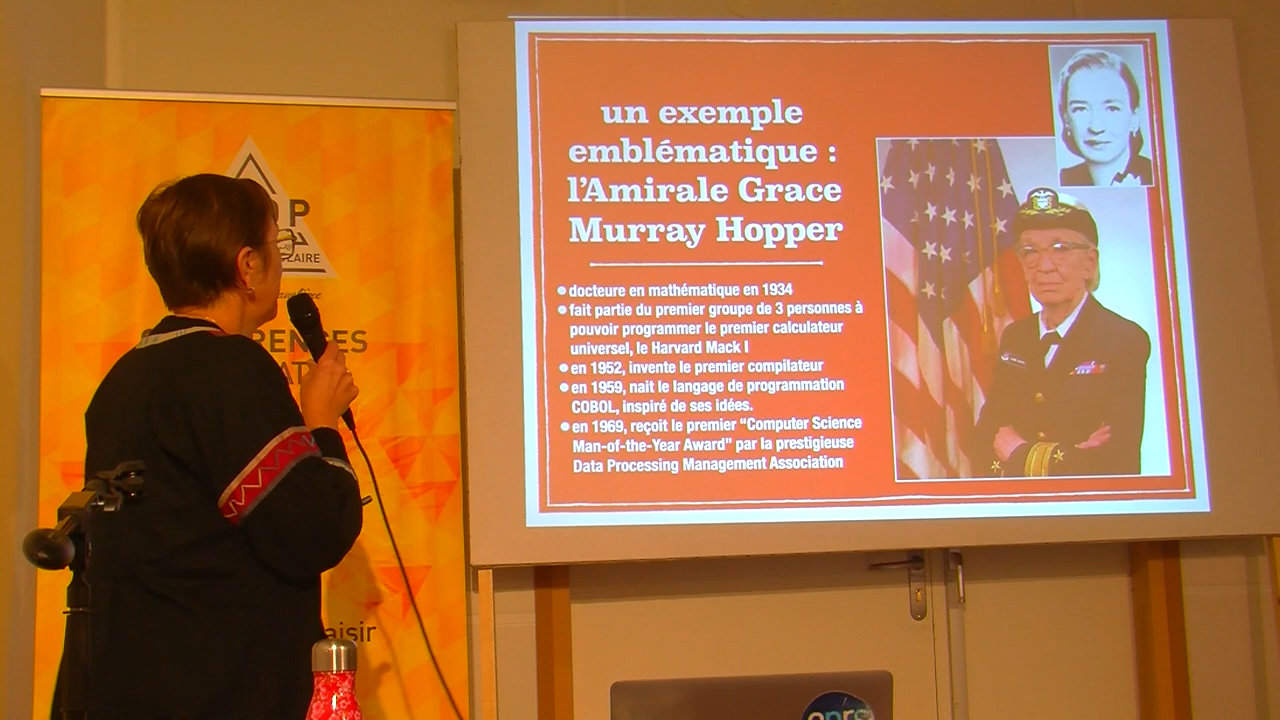 un exemple
emblématique :
l'Amirale Grace
Murray Hopper
docteure en mathématique en 1934
fait partie du premier groupe de 3 personnes à
pouvoir programmer le premier calculateur
universel, le Harvard Mack I
en 1952, invente le premier compilateur
en 1959, nait le langage de programmation
COBOL, inspiré de ses idées.
en 1969, reçoit le premier "Computer Science
Man-of-the-Year Award" par la prestigieuse
Data Processing Management Association
cnrs